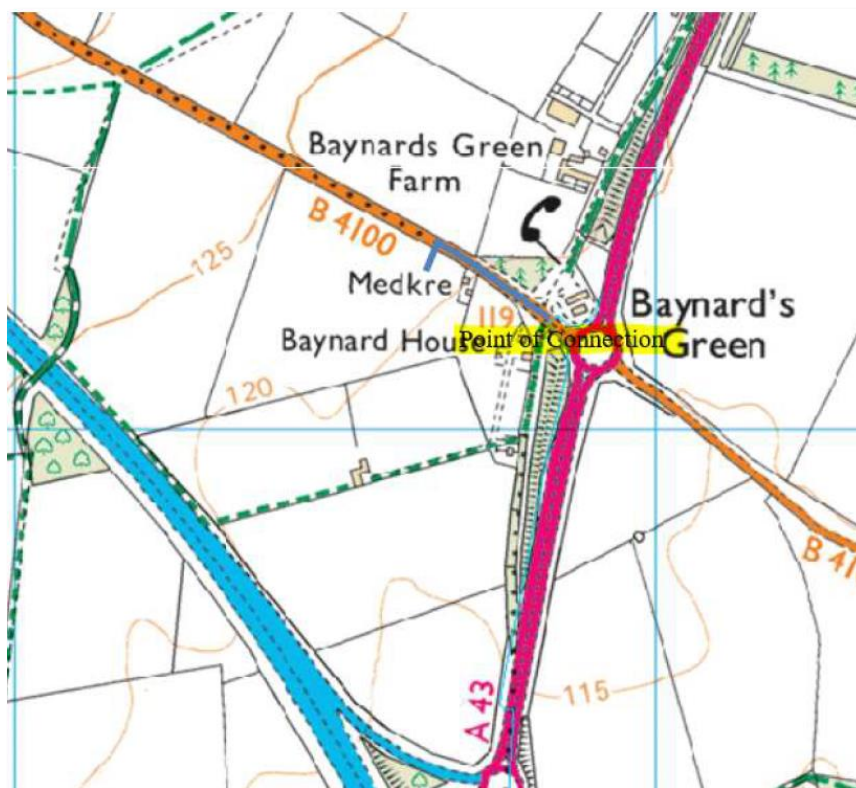 Baynards Green
Farm
B 4100
125
Medkre
119
Baynard's
Green
Baynard House
Point of Connection
120
B 41
A 43
115